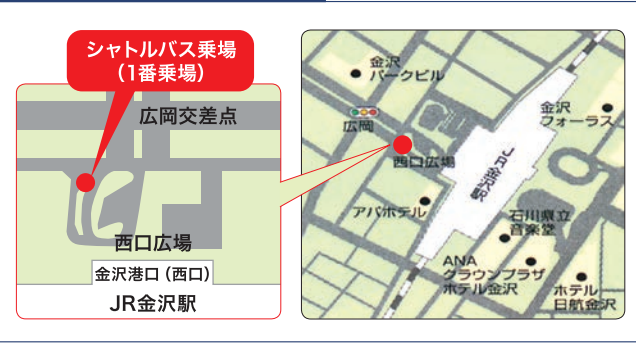 シャトルバス乗場
（1番乗場）
広岡交差点
西口広場
金沢港口（西口）
JR金沢駅
金沢
パークビル
広岡
金沢
フォーラス
西口広場
JR金沢駅
アパホテル
石川県立
音楽堂
ANA
クラウンプラザ
ホテル金沢
ホテル
日航金沢